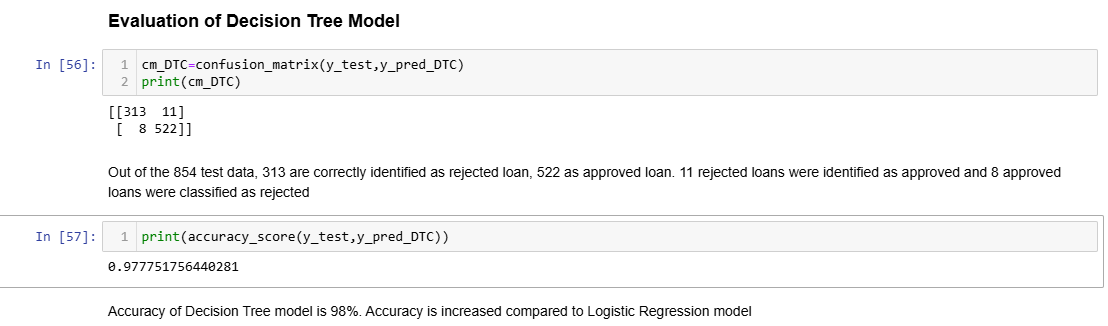 Evaluation of Decision Tree Model
In [56]: 1 cm_DTC=confusion_matrix(y_test,y_pred_DTC)
2 print(cm_DTC)
[[313  11]
 [  8 522]]
Out of the 854 test data, 313 are correctly identified as rejected loan, 522 as approved loan. 11 rejected loans were identified as approved and 8 approved
loans were classified as rejected
In [57]: 1 print(accuracy_score(y_test,y_pred_DTC))
0.977751756440281
Accuracy of Decision Tree model is 98%. Accuracy is increased compared to Logistic Regression model